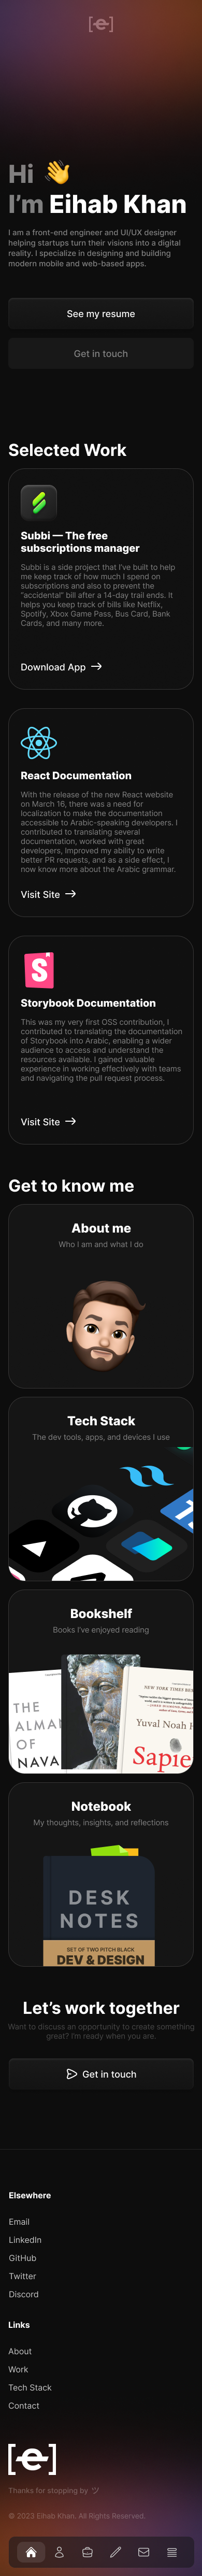 [e]
Hi 👋
I'm Eihab Khan
I am a front-end engineer and UI/UX designer
helping startups turn their visions into a digital
reality. I specialize in designing and building
modern mobile and web-based apps.
See my resume
Get in touch
Selected Work
Subbi — The free
subscriptions manager
Subbi is a side project that I've built to help
me keep track of how much I spend on
subscriptions and also to prevent the
"accidental" bill after a 14-day trail ends. It
helps you keep track of bills like Netflix,
Spotify, Xbox Game Pass, Bus Card, Bank
Cards, and many more.
Download App →
React Documentation
With the release of the new React website
on March 16, there was a need for
localization to make the documentation
accessible to Arabic-speaking developers. I
contributed to translating several
documentation, worked with great
developers, Improved my ability to write
better PR requests, and as a side effect, I
now know more about the Arabic grammar.
Visit Site →
S
Storybook Documentation
This was my very first OSS contribution, I
contributed to translating the documentation
of Storybook into Arabic, enabling a wider
audience to access and understand the
resources available. I gained valuable
experience in working effectively with teams
and navigating the pull request process.
Visit Site →
Get to know me
About me
Who I am and what I do
Tech Stack
The dev tools, apps, and devices I use
Bookshelf
Books I've enjoyed reading
THE
ALMAN
OF
NAVA
NEW YORK TIMES B
Yuval Noah H
Sapie
Notebook
My thoughts, insights, and reflections
DESK
NOTES
SET OF TWO PITCH BLACK
DEV & DESIGN
Let's work together
Want to discuss an opportunity to create something
great? I'm ready when you are.
Get in touch
Elsewhere
Email
LinkedIn
GitHub
Twitter
Discord
Links
About
Work
Tech Stack
Contact
[e]
Thanks for stopping by ツ
© 2023 Eihab Khan. All Rights Reserved.